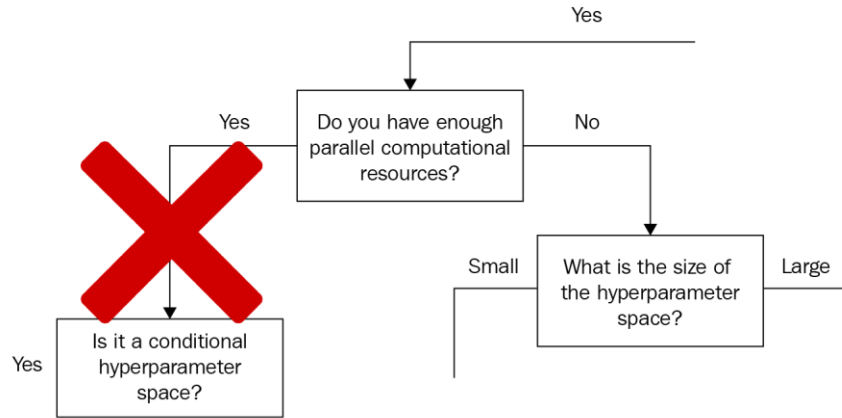 Yes
Yes
Do you have enough
parallel computational
resources?
No
Small
What is the size of
the hyperparameter
space?
Large
Yes
Is it a conditional
hyperparameter
space?